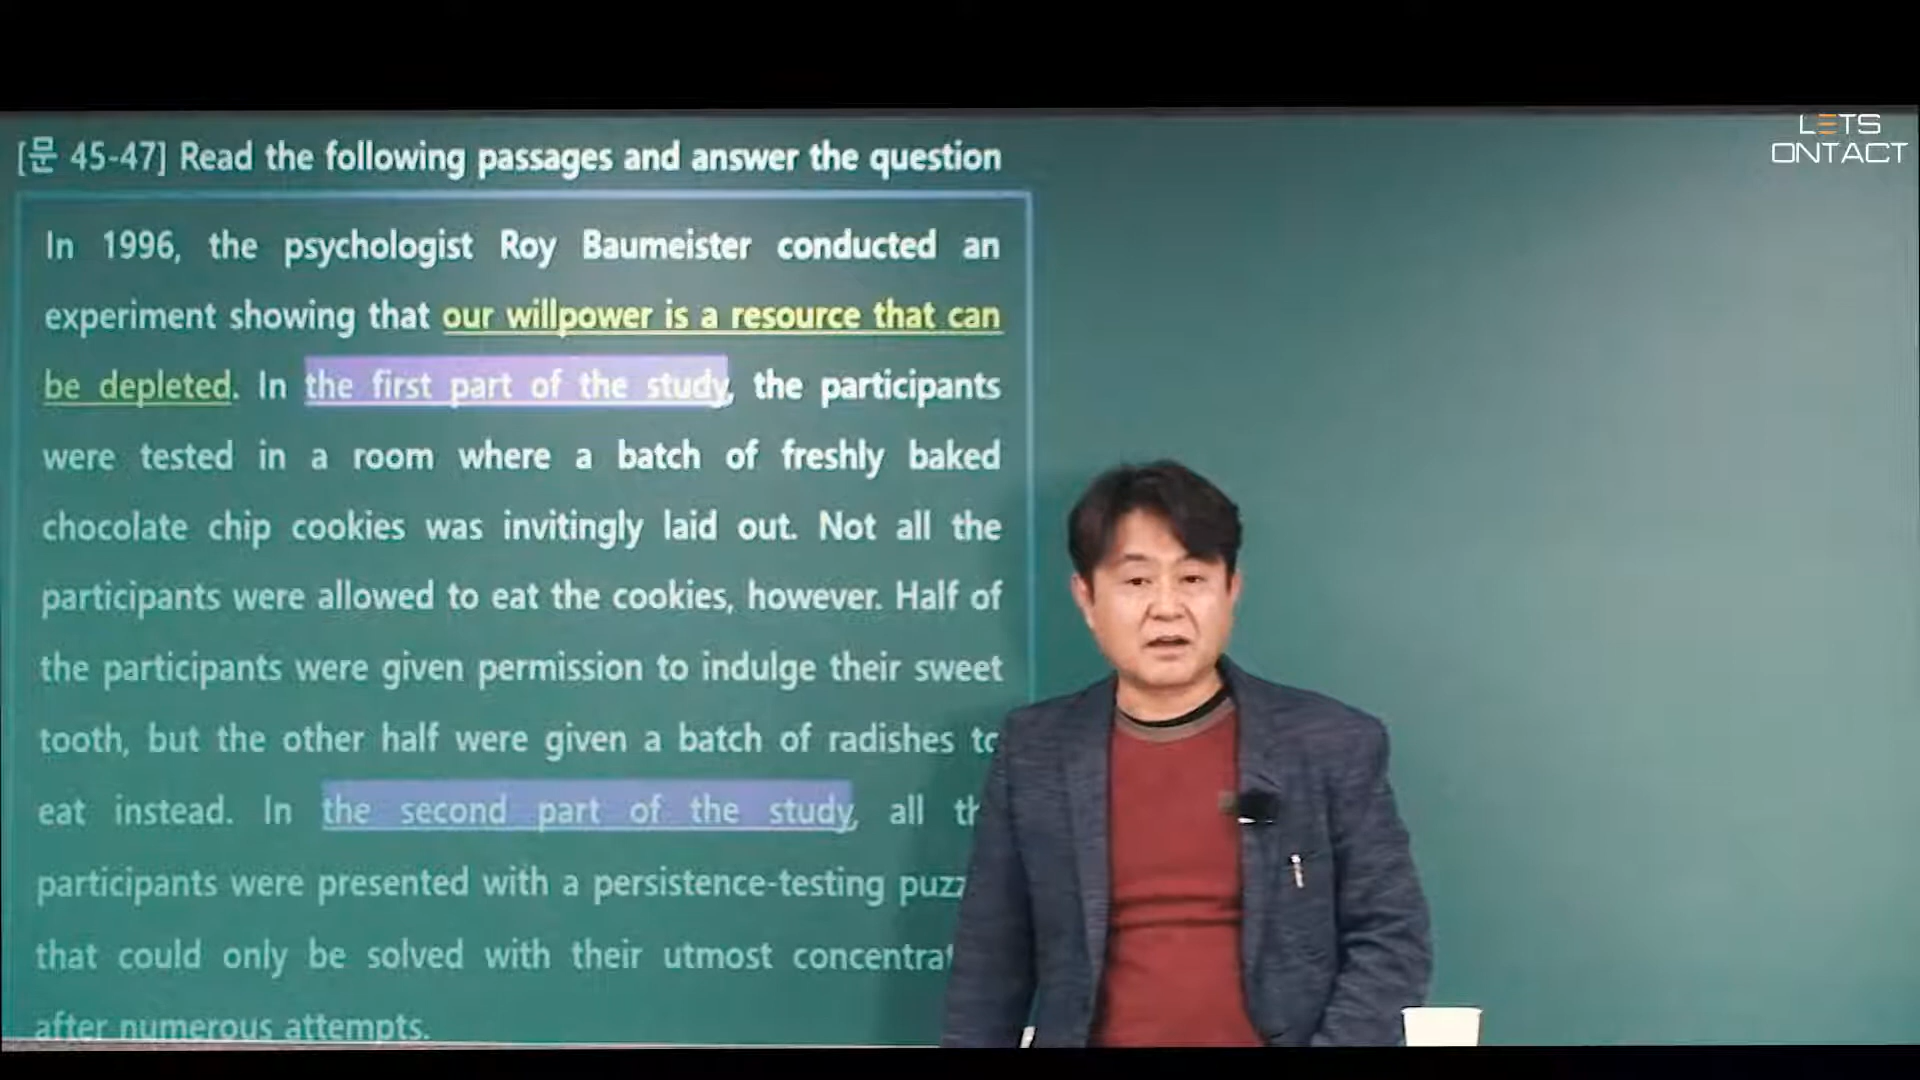 LETS
ONTACT
[문 45-47] Read the following passages and answer the question
In 1996, the psychologist Roy Baumeister conducted an
experiment showing that our willpower is a resource that can
be depleted. In the first part of the study, the participants
were tested in a room where a batch of freshly baked
chocolate chip cookies was invitingly laid out. Not all the
participants were allowed to eat the cookies, however. Half of
the participants were given permission to indulge their sweet
tooth, but the other half were given a batch of radishes to
eat instead. In the second part of the study, all
participants were presented with a persistence-testing
that could only be solved with their utmost
after numerous attempts.